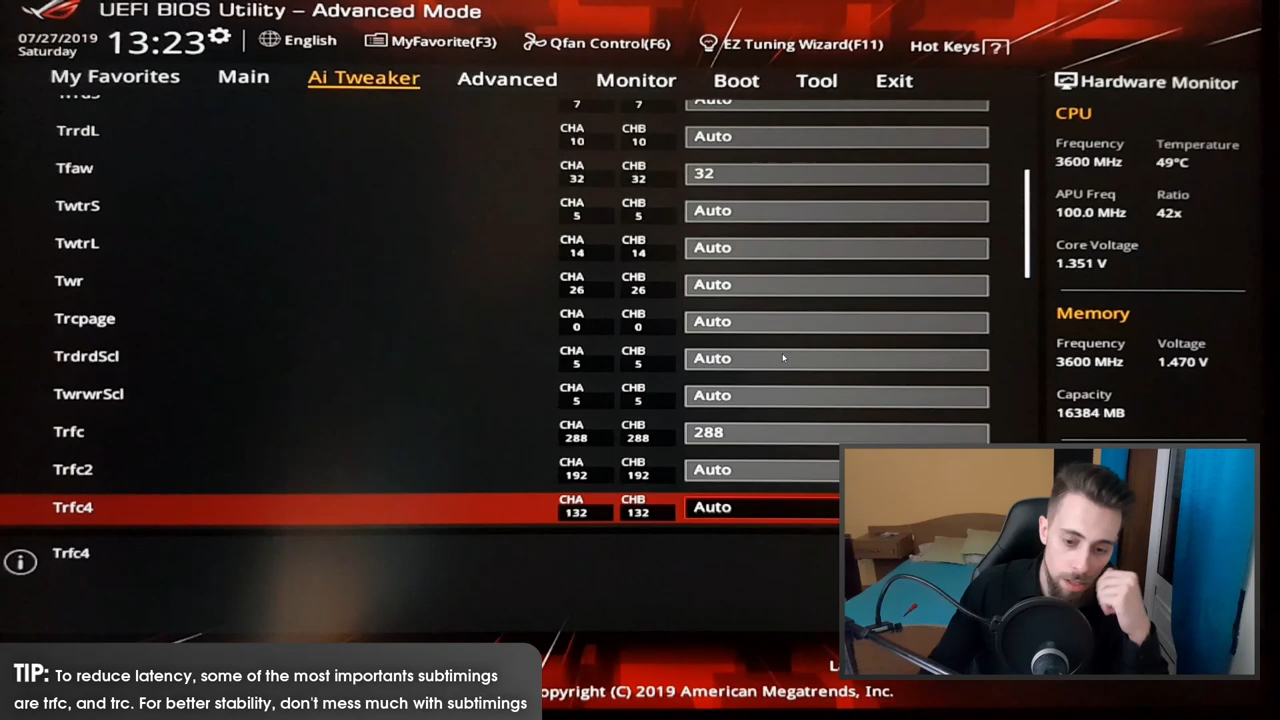 UEFI BIOS Utility – Advanced Mode
07/27/2019
Saturday
13:23
English
MyFavorite(F3)
Qfan Control(F6)
EZ Tuning Wizard(F11)
Hot Keys ?
My Favorites Main Ai Tweaker Advanced Monitor Boot Tool Exit
7 7 Auto
TrrdL CHA 10 CHB 10 Auto
Tfaw CHA 32 CHB 32 32
TwtrS CHA 5 CHB 5 Auto
TwtrL CHA 14 CHB 14 Auto
Twr CHA 26 CHB 26 Auto
Trcpage CHA 0 CHB 0 Auto
TrdrdScl CHA 5 CHB 5 Auto
TwrwrScl CHA 5 CHB 5 Auto
Trfc CHA 288 CHB 288 288
Trfc2 CHA 192 CHB 192 Auto
Trfc4 CHA 132 CHB 132 Auto
Trfc4
Hardware Monitor
CPU
Frequency Temperature
3600 MHz 49°C
APU Freq Ratio
100.0 MHz 42x
Core Voltage
1.351 V
Memory
Frequency Voltage
3600 MHz 1.470 V
Capacity
16384 MB
TIP: To reduce latency, some of the most importants subtimings
are trfc, and trc. For better stability, don't mess much with subtimings
opyright (C) 2019 American Megatrends, Inc.